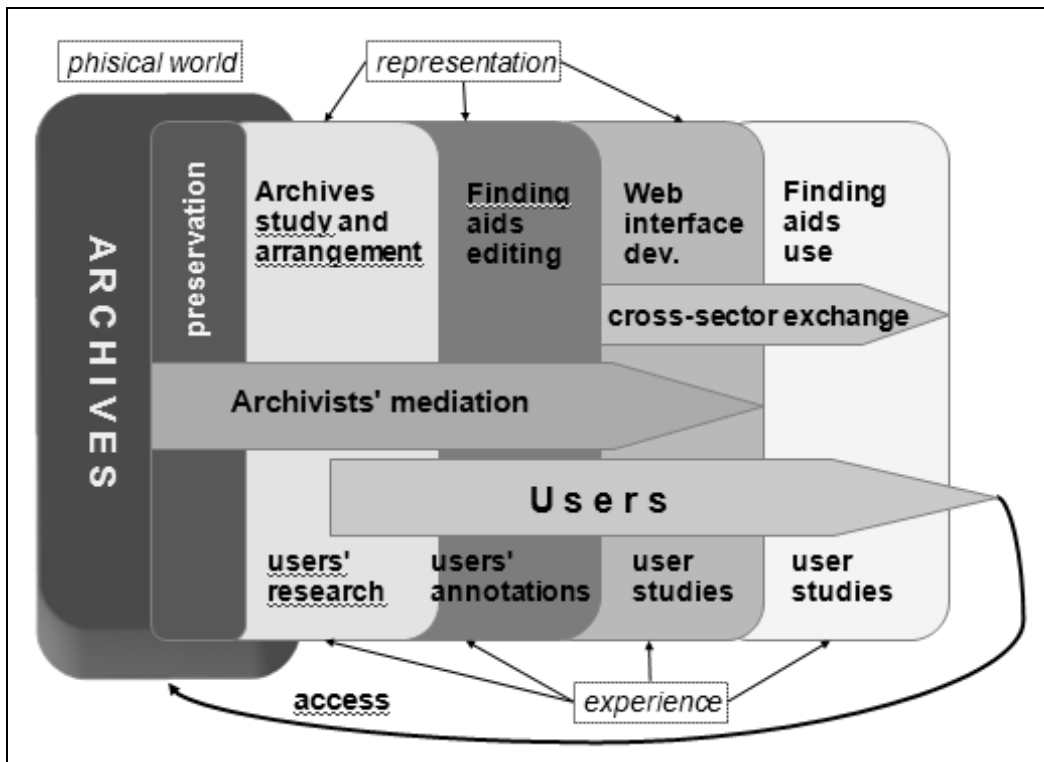 phisical world
representation
ARCHIVES
preservation
Archives
study and
arrangement
Finding
aids
editing
Web
interface
dev.
Finding
aids
use
cross-sector exchange
Archivists' mediation
Users
users'
research
users'
annotations
user
studies
user
studies
access
experience